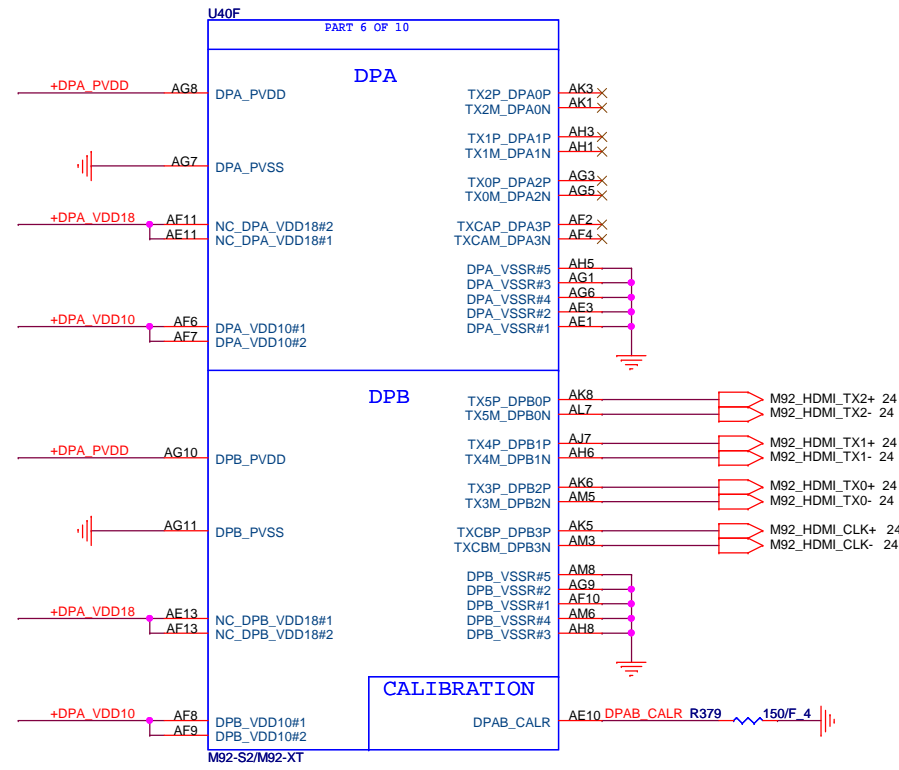 U40F
PART 6 OF 10
DPA
+DPA_PVDD AG8 DPA_PVDD TX2P_DPA0P AK3
TX2M_DPA0N AK1
TX1P_DPA1P AH3
TX1M_DPA1N AH1
AG7 DPA_PVSS
TX0P_DPA2P AG3
TX0M_DPA2N AG5
+DPA_VDD18 AF11 NC_DPA_VDD18#2 TXCAP_DPA3P AF2
AE11 NC_DPA_VDD18#1 TXCAM_DPA3N AF4
DPA_VSSR#5 AH5
DPA_VSSR#3 AG1
DPA_VSSR#4 AG6
DPA_VSSR#2 AE3
+DPA_VDD10 AF6 DPA_VDD10#1 DPA_VSSR#1 AE1
AF7 DPA_VDD10#2
DPB
TX5P_DPB0P AK8 M92_HDMI_TX2+ 24
TX5M_DPB0N AL7 M92_HDMI_TX2- 24
TX4P_DPB1P AJ7 M92_HDMI_TX1+ 24
+DPA_PVDD AG10 DPB_PVDD TX4M_DPB1N AH6 M92_HDMI_TX1- 24
TX3P_DPB2P AK6 M92_HDMI_TX0+ 24
TX3M_DPB2N AM5 M92_HDMI_TX0- 24
AG11 DPB_PVSS TXCBP_DPB3P AK5 M92_HDMI_CLK+ 24
TXCBM_DPB3N AM3 M92_HDMI_CLK- 24
DPB_VSSR#5 AM8
DPB_VSSR#2 AG9
DPB_VSSR#1 AF10
+DPA_VDD18 AE13 NC_DPB_VDD18#1 DPB_VSSR#4 AM6
AF13 NC_DPB_VDD18#2 DPB_VSSR#3 AH8
CALIBRATION
+DPA_VDD10 AF8 DPB_VDD10#1 DPAB_CALR AE10 DPAB_CALR R379 150/F_4
AF9 DPB_VDD10#2
M92-S2/M92-XT